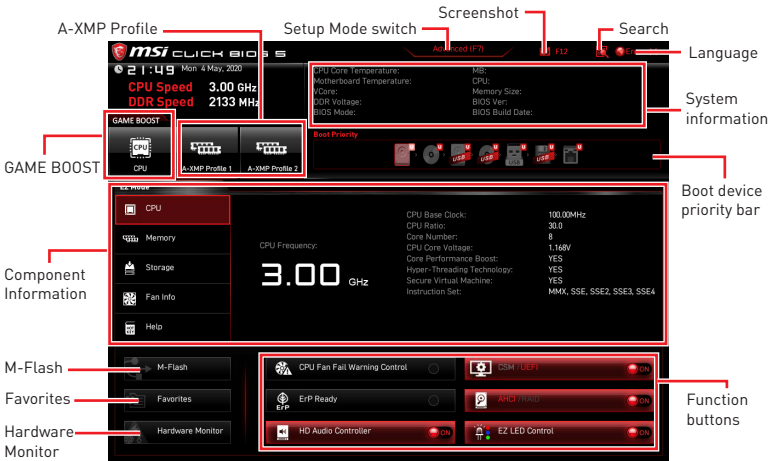 Screenshot
A-XMP Profile
Setup Mode switch
Search
msi CLICK BIOS 5
Advanced (F7)
F12
Language
21:49 Mon 4 May, 2020
CPU Speed 3.00 GHz
DDR Speed 2133 MHz
CPU Core Temperature:
Motherboard Temperature:
VCore:
DDR Voltage:
BIOS Mode:
MB:
CPU:
Memory Size:
BIOS Ver:
BIOS Build Date:
System
information
GAME BOOST
CPU
CPU
A-XMP Profile 1
A-XMP Profile 2
Boot Priority
U
U
U
USB
U
U
USB
U
U
USB
U
GAME BOOST
Boot device
priority bar
EZ Mode
CPU
Memory
Storage
Fan Info
Help
CPU Frequency:
3.00 GHz
CPU Base Clock: 100.00MHz
CPU Ratio: 30.0
Core Number: 8
CPU Core Voltage: 1.168V
Core Performance Boost: YES
Hyper-Threading Technology: YES
Secure Virtual Machine: YES
Instruction Set: MMX, SSE, SSE2, SSE3, SSE4
Component
Information
M-Flash
M-Flash
Favorites
Favorites
Hardware
Monitor
Hardware Monitor
CPU Fan Fail Warning Control
CSM /UEFI ON
ErP
ErP Ready
AHCI /RAID ON
HD Audio Controller ON
EZ LED Control ON
Function
buttons